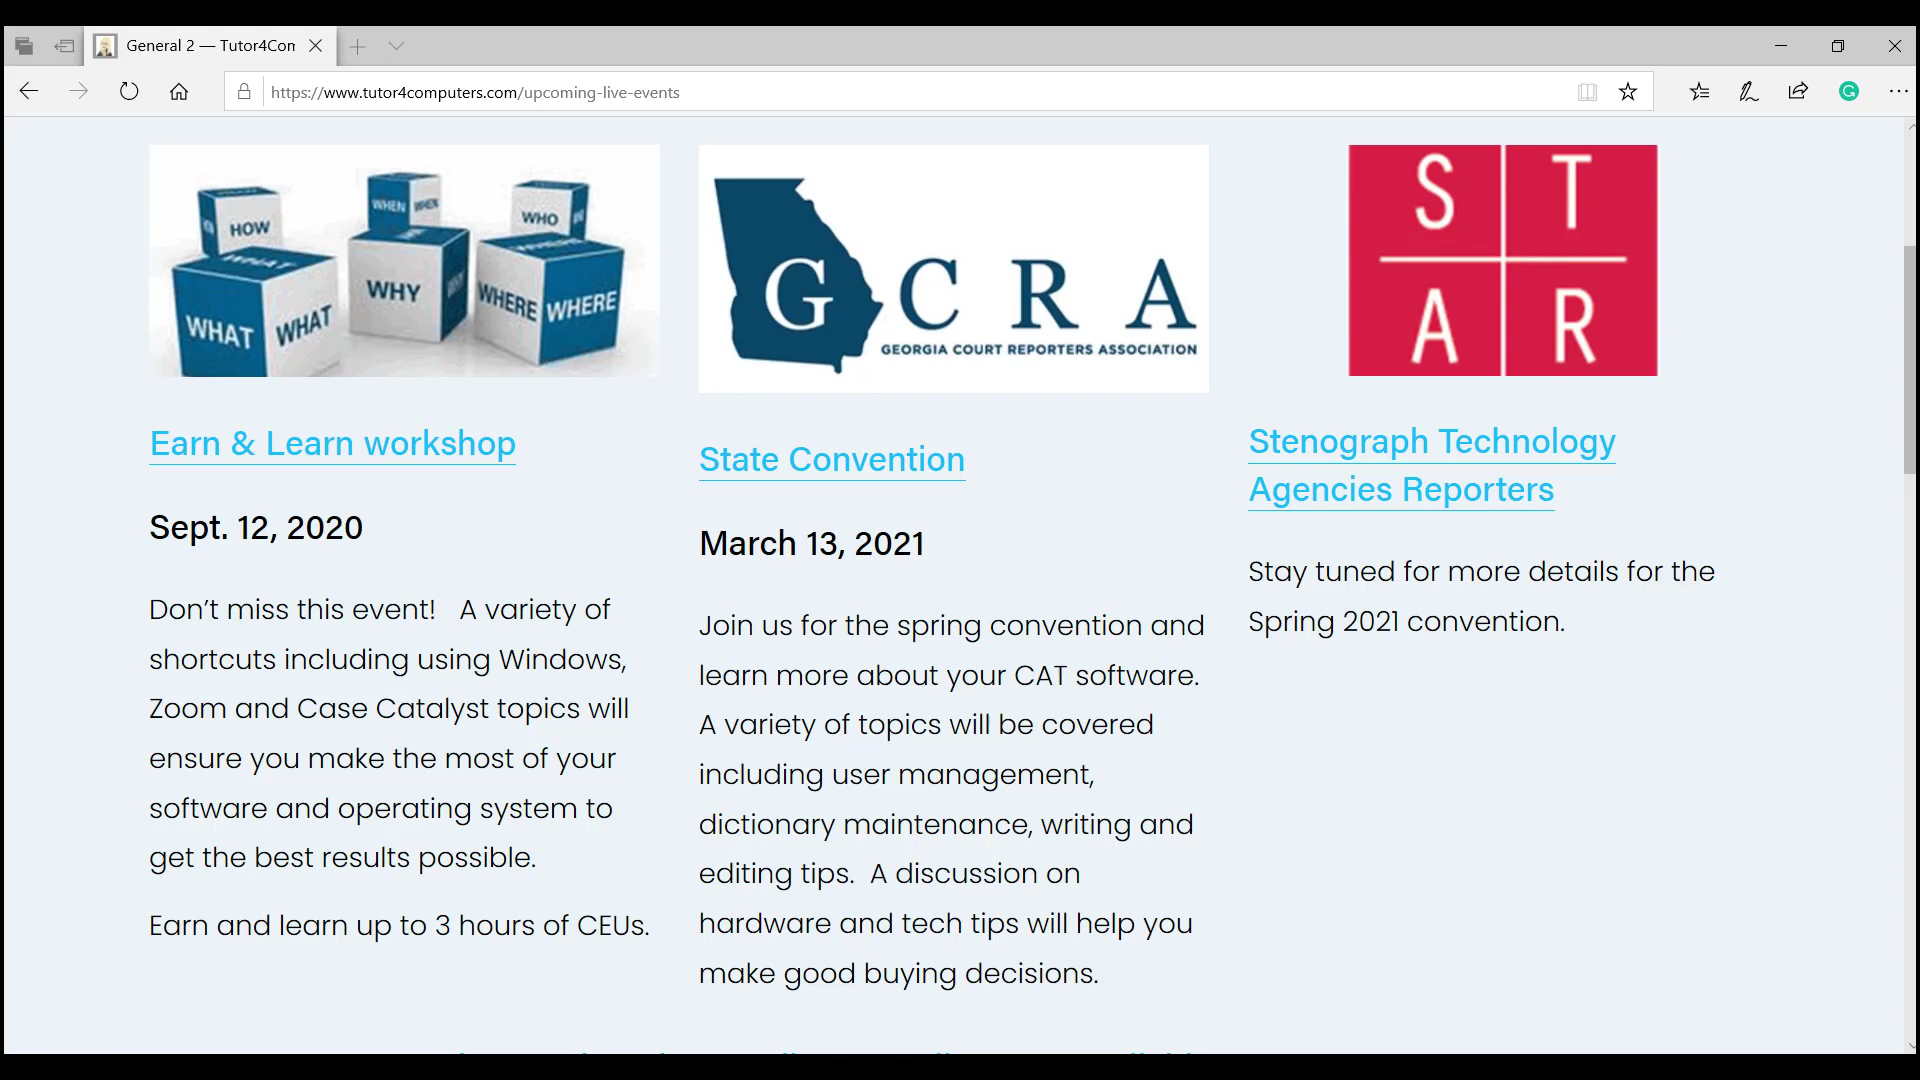 General 2 — Tutor4Con
https://www.tutor4computers.com/upcoming-live-events
HOW
WHEN
WHO
WHAT
WHY
WHERE WHERE
WHAT WHAT
G C R A
GEORGIA COURT REPORTERS ASSOCIATION
S T
A R
Earn & Learn workshop
Sept. 12, 2020
Don’t miss this event! A variety of
shortcuts including using Windows,
Zoom and Case Catalyst topics will
ensure you make the most of your
software and operating system to
get the best results possible.
Earn and learn up to 3 hours of CEUs.
State Convention
March 13, 2021
Join us for the spring convention and
learn more about your CAT software.
A variety of topics will be covered
including user management,
dictionary maintenance, writing and
editing tips. A discussion on
hardware and tech tips will help you
make good buying decisions.
Stenograph Technology
Agencies Reporters
Stay tuned for more details for the
Spring 2021 convention.